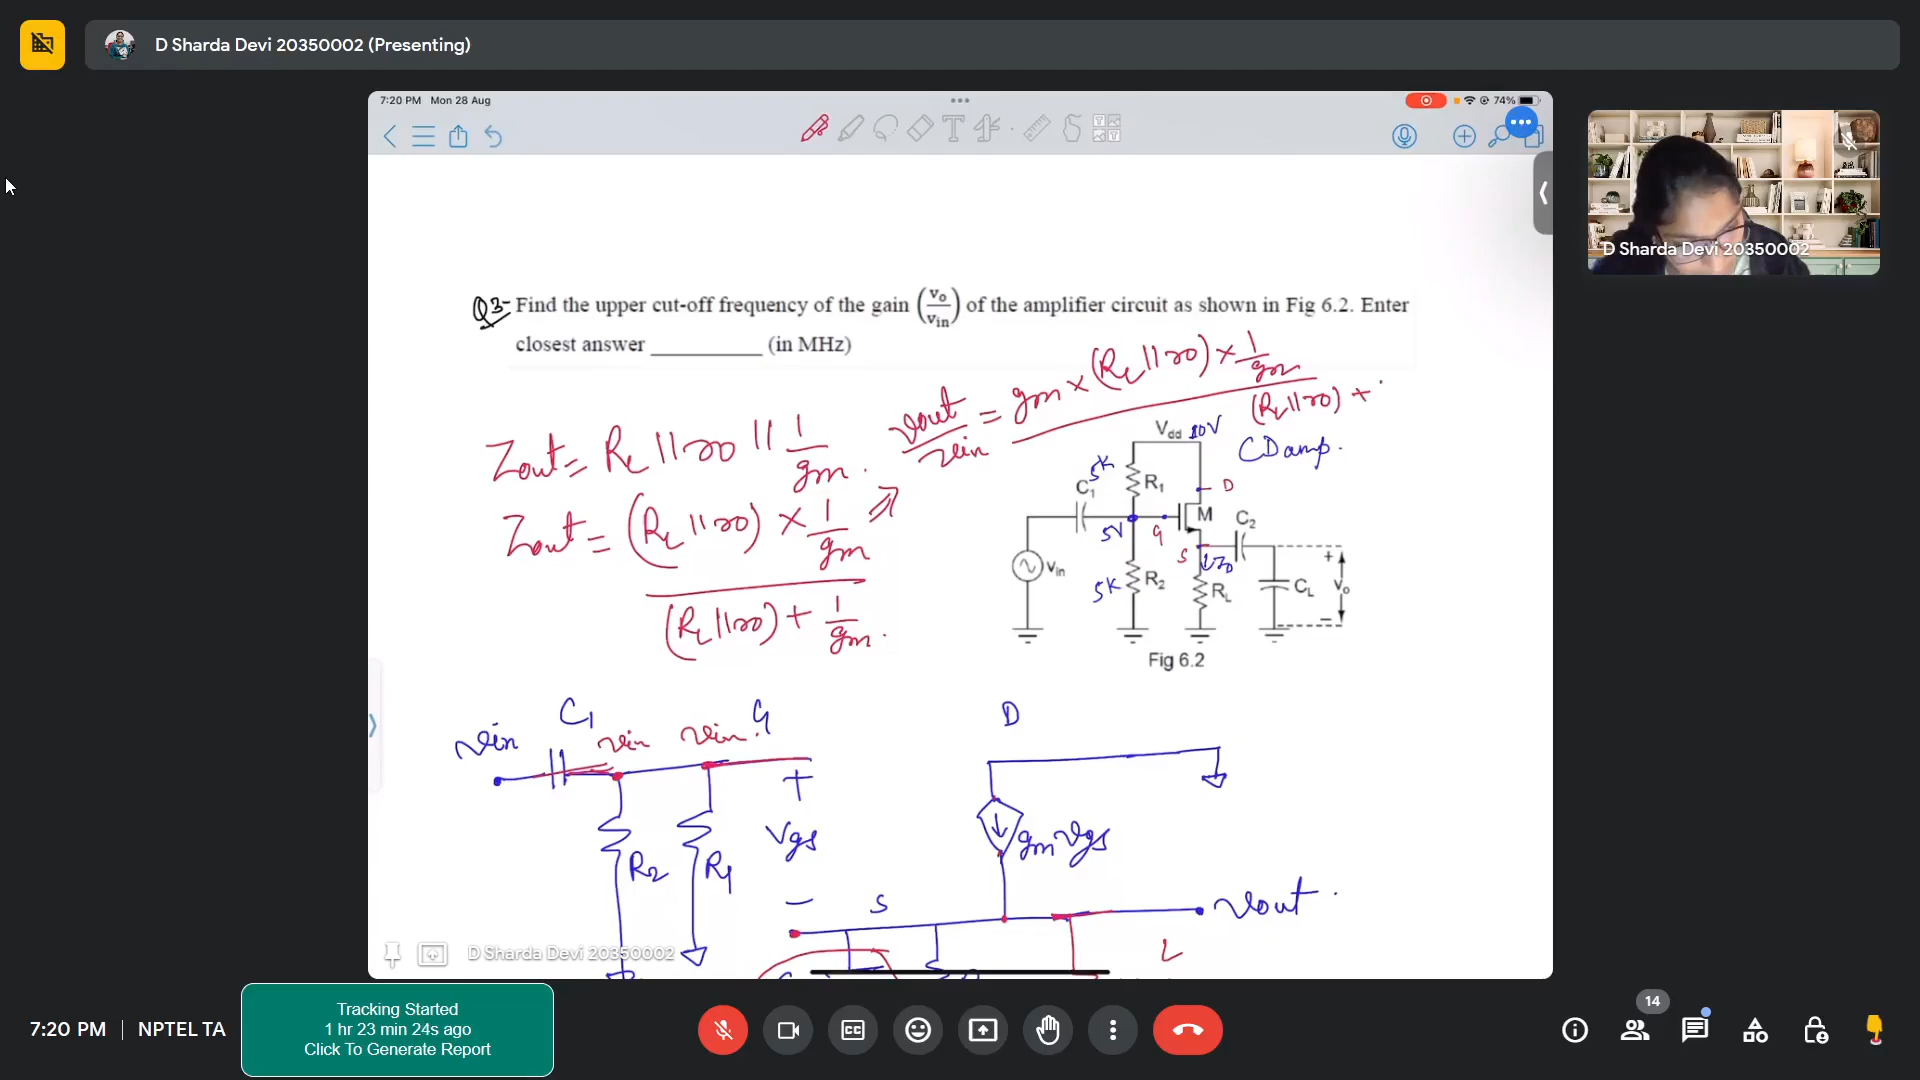 D Sharda Devi 20350002 (Presenting)
7:20 PM Mon 28 Aug
74%
D Sharda Devi 20350002
Q3- Find the upper cut-off frequency of the gain (vo/vin) of the amplifier circuit as shown in Fig 6.2. Enter
closest answer __________ (in MHz)
Zout = RL || ro || 1/gm.
Zout = (RL || ro) × 1/gm
(RL || ro) + 1/gm.
vout/vin = gm × (RL || ro) × 1/gm
(RL || ro) +
Vdd 10V
CD amp.
5K
C1
R1
D
M
C2
5V
G
S
Vin
5K
R2
RL
CL
+
Vo
−
Fig 6.2
vin
C1
vin
vin.
G
D
+
Vgs
gm vgs
R2
R1
−
S
vout.
D Sharda Devi 20350002
7:20 PM | NPTEL TA
Tracking Started
1 hr 23 min 24s ago
Click To Generate Report
CC
14